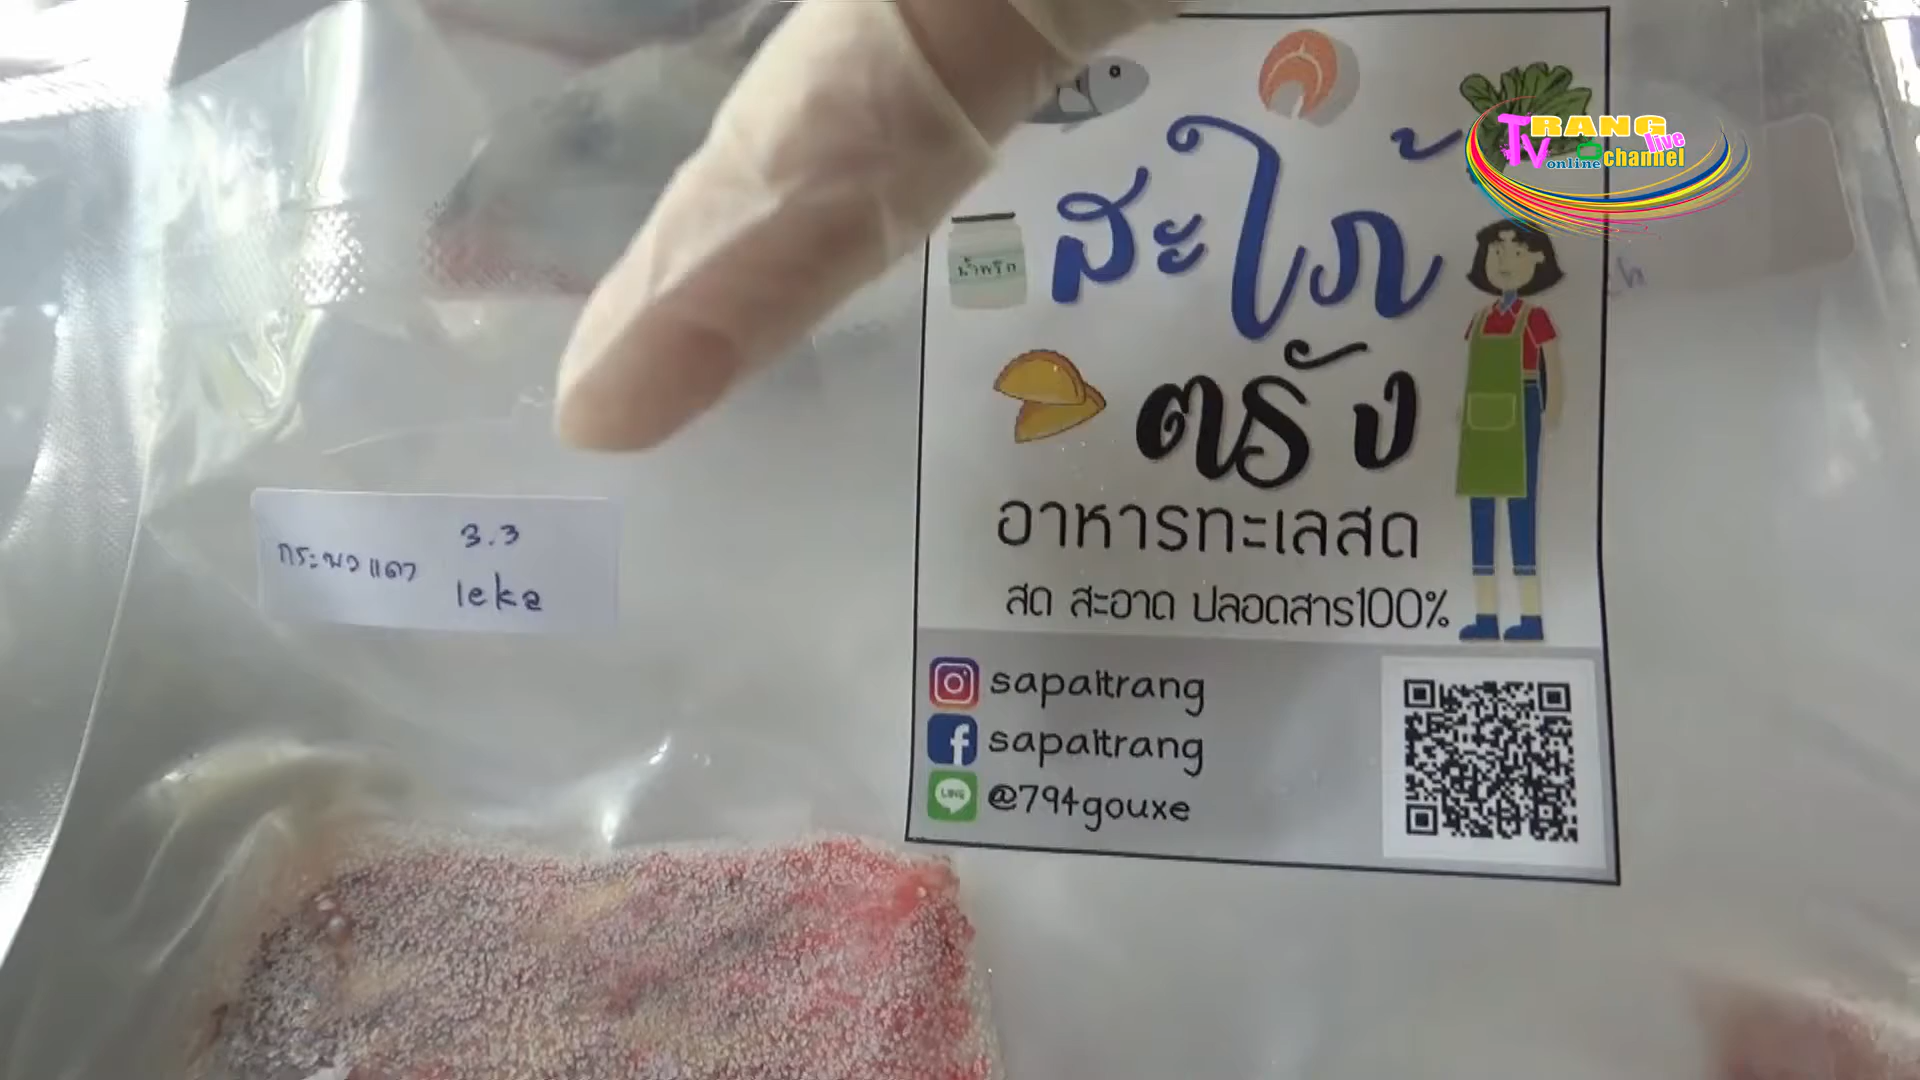 TRANG
TV online channel live
น้ำพริก
สะใภ้
ตรัง
อาหารทะเลสด
สด สะอาด ปลอดสาร100%
sapaitrang
sapaitrang
LINE
@794gouxe
3.3
กระพงแดง